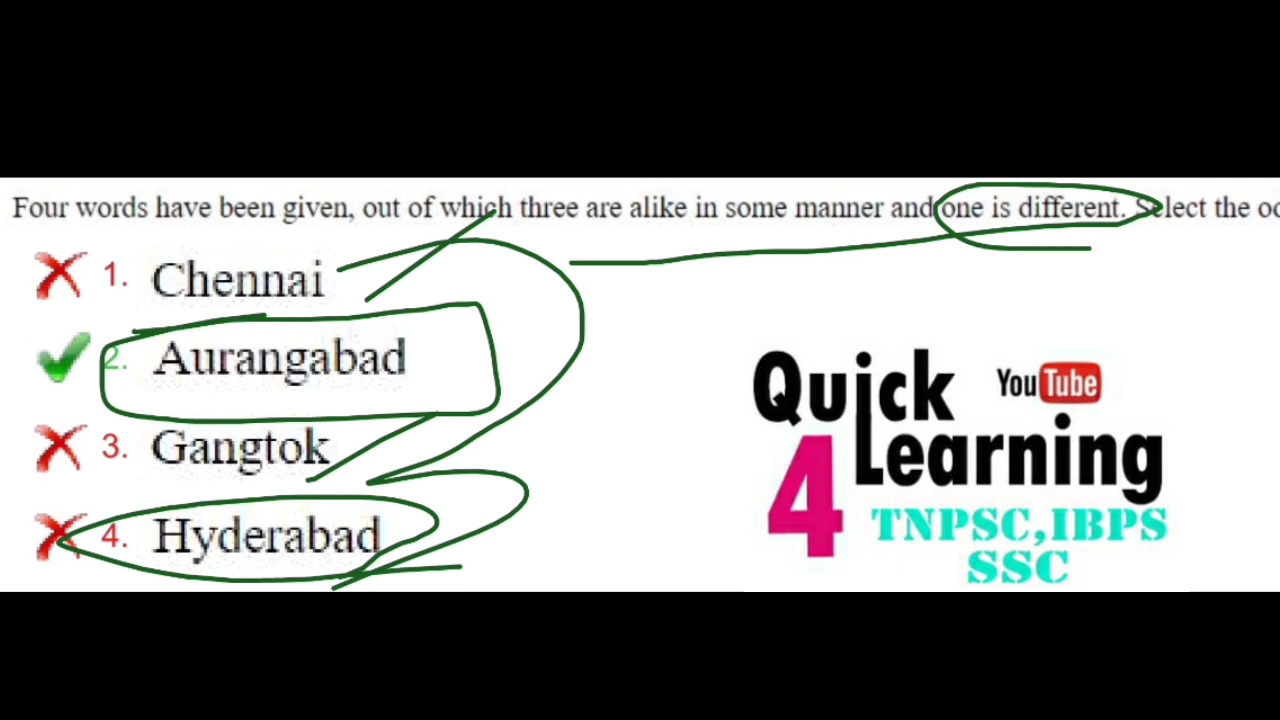 Four words have been given, out of which three are alike in some manner and one is different. Select the
1. Chennai
2. Aurangabad
3. Gangtok
4. Hyderabad
Quick YouTube
4 Learning
TNPSC,IBPS
SSC